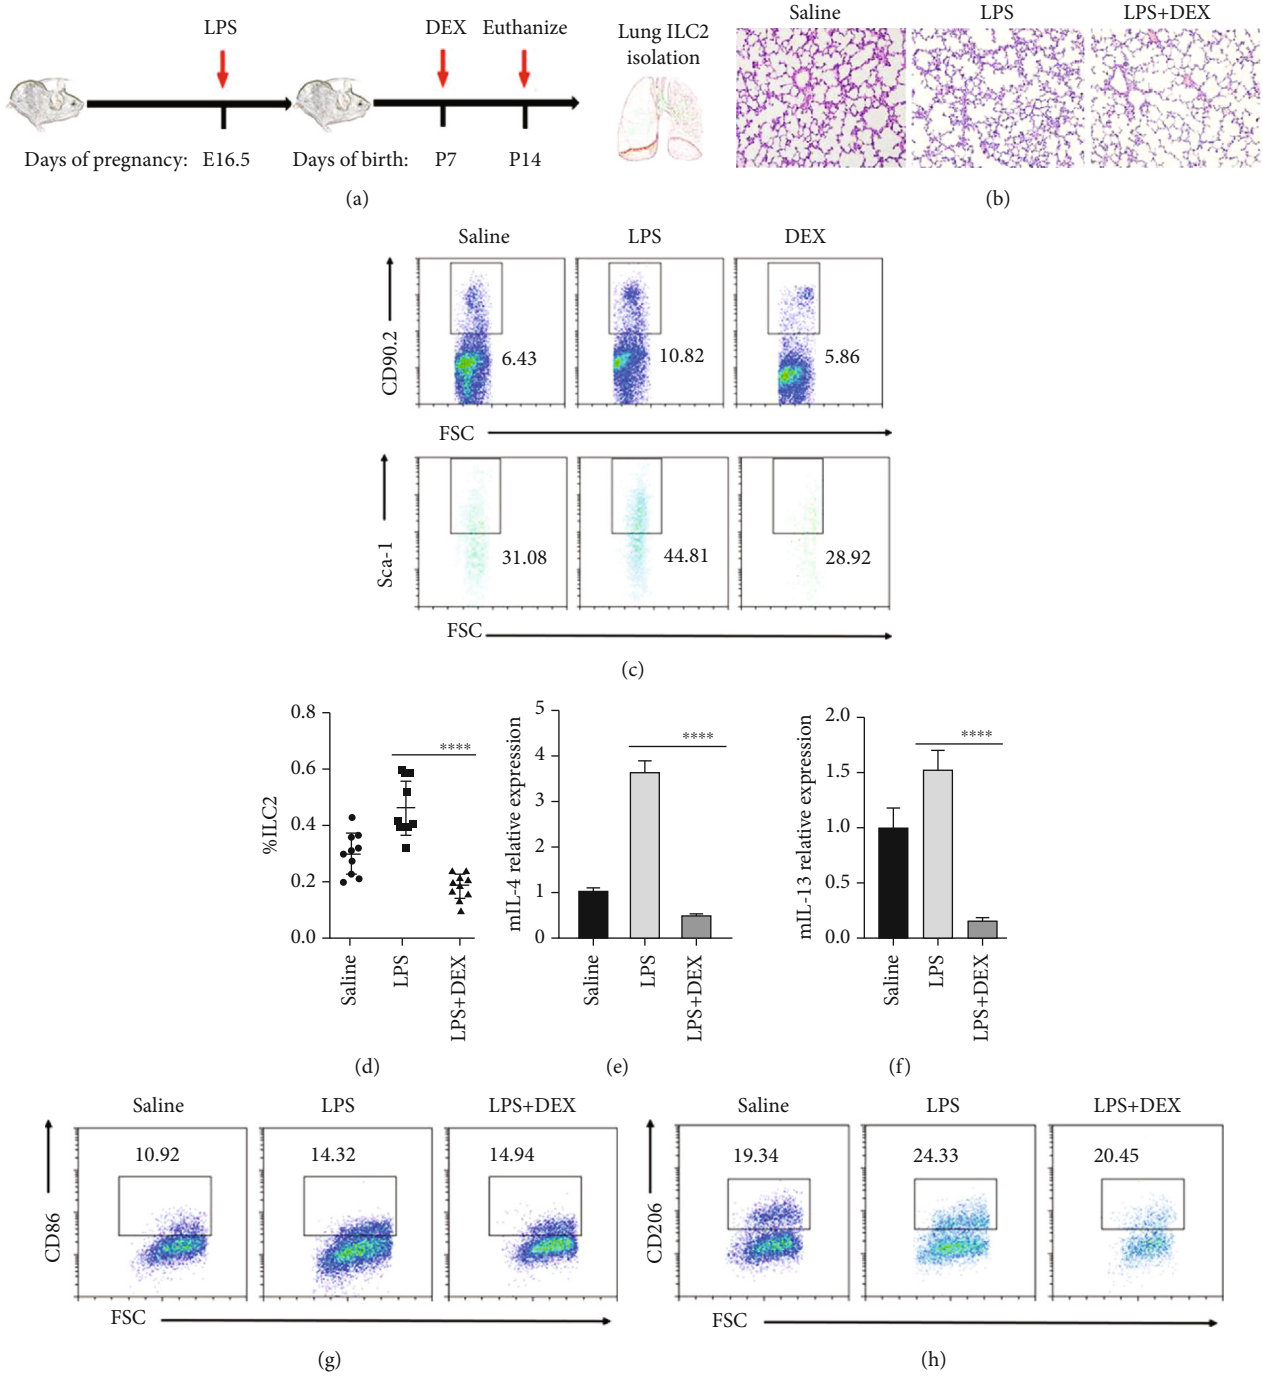 LPS
DEX Euthanize
Lung ILC2
isolation
Days of pregnancy: E16.5 Days of birth: P7 P14
(a)
Saline LPS LPS+DEX
(b)
Saline LPS DEX
CD90.2
6.43 10.82 5.86
FSC
Sca-1
31.08 44.81 28.92
FSC
(c)
%ILC2
0.8
0.6
0.4
0.2
0.0
****
Saline
LPS
LPS+DEX
(d)
mIL-4 relative expression
5
4
3
2
1
0
****
Saline
LPS
LPS+DEX
(e)
mIL-13 relative expression
2.0
1.5
1.0
0.5
0.0
****
Saline
LPS
LPS+DEX
(f)
Saline LPS LPS+DEX
CD86
10.92 14.32 14.94
FSC
(g)
Saline LPS LPS+DEX
CD206
19.34 24.33 20.45
FSC
(h)